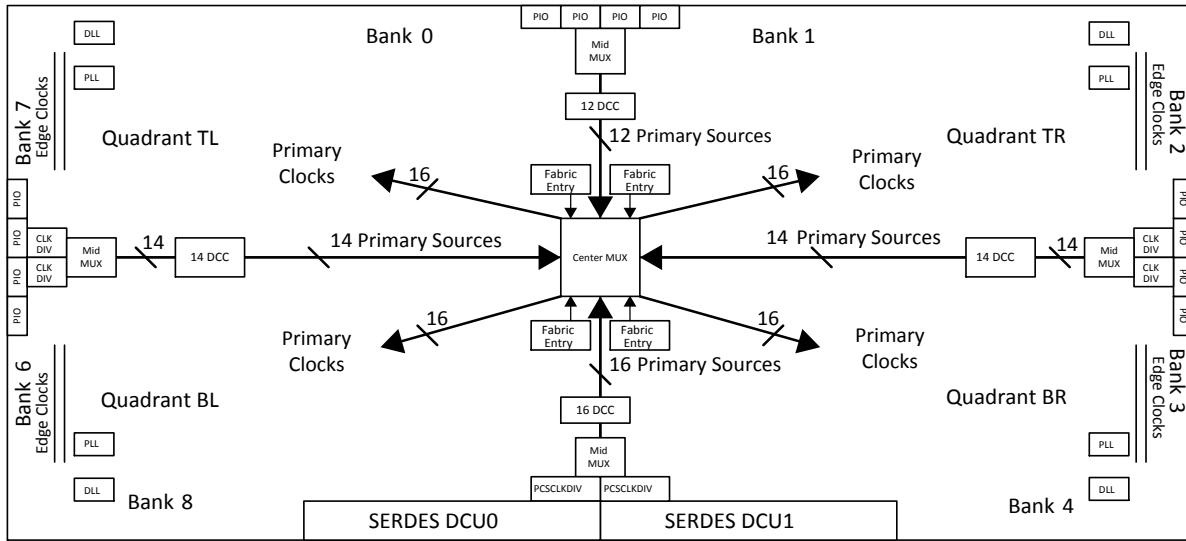 PIO
PIO
PIO
PIO
DLL
Bank 0
Mid
MUX
Bank 1
DLL
PLL
PLL
Bank 7
Edge Clocks
Bank 2
Edge Clocks
12 DCC
Quadrant TL
12 Primary Sources
Quadrant TR
Primary
Clocks
16
Fabric
Entry
Fabric
Entry
16
Primary
Clocks
PIO
PIO
PIO
PIO
CLK
DIV
CLK
DIV
Mid
MUX
14
14 DCC
14 Primary Sources
Center MUX
14 Primary Sources
14 DCC
14
Mid
MUX
CLK
DIV
CLK
DIV
PIO
PIO
PIO
PIO
Primary
Clocks
16
Fabric
Entry
Fabric
Entry
16
Primary
Clocks
16 Primary Sources
Bank 6
Edge Clocks
Bank 3
Edge Clocks
Quadrant BL
16 DCC
Quadrant BR
PLL
Mid
MUX
PLL
DLL
Bank 8
PCSCLKDIV
PCSCLKDIV
Bank 4
DLL
SERDES DCU0
SERDES DCU1